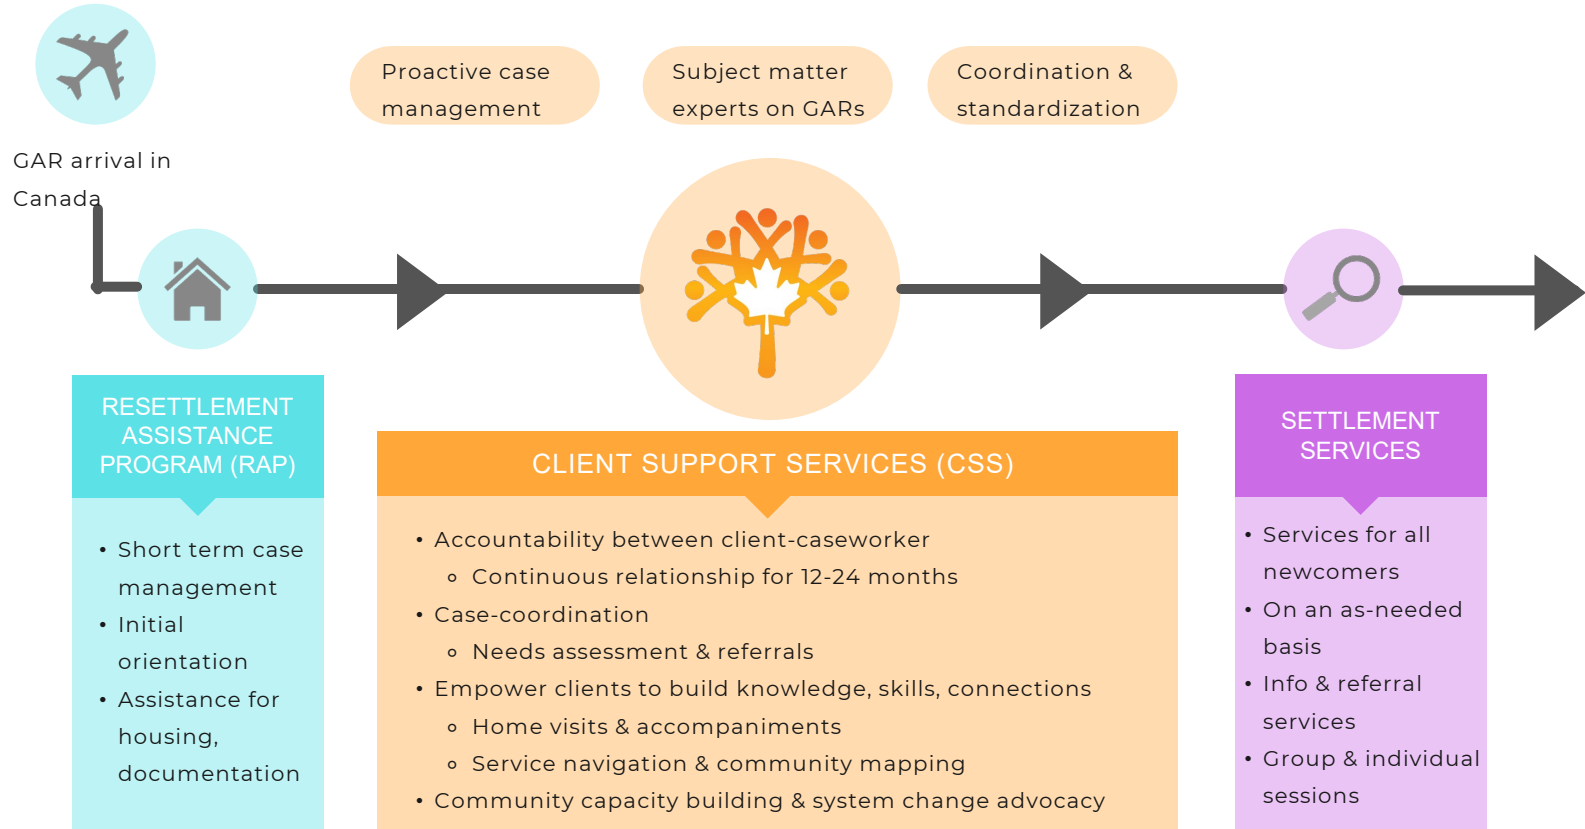 GAR arrival in
Canada
Proactive case
management
Subject matter
experts on GARs
Coordination &
standardization
RESETTLEMENT
ASSISTANCE
PROGRAM (RAP)
• Short term case
management
• Initial
orientation
• Assistance for
housing,
documentation
CLIENT SUPPORT SERVICES (CSS)
• Accountability between client-caseworker
◦ Continuous relationship for 12-24 months
• Case-coordination
◦ Needs assessment & referrals
• Empower clients to build knowledge, skills, connections
◦ Home visits & accompaniments
◦ Service navigation & community mapping
• Community capacity building & system change advocacy
SETTLEMENT
SERVICES
• Services for all
newcomers
• On an as-needed
basis
• Info & referral
services
• Group & individual
sessions